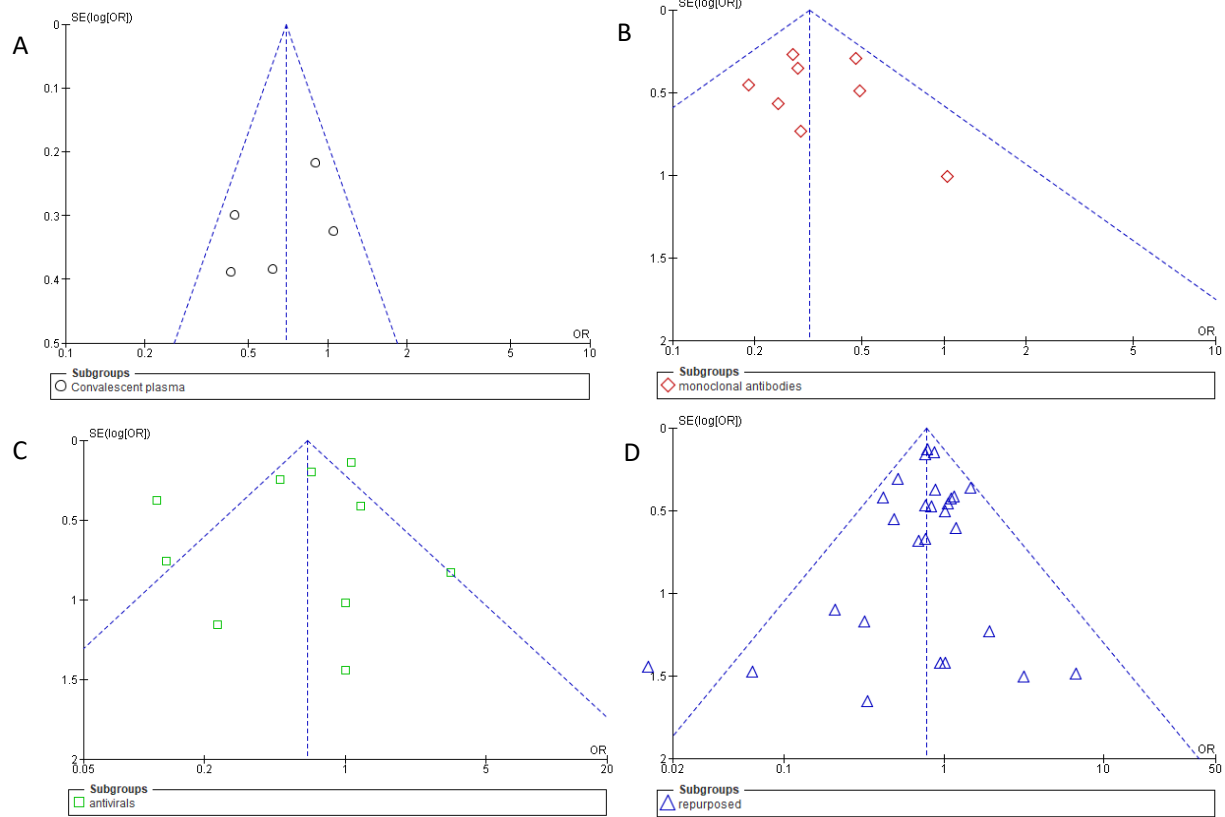 A
SE(log[OR])
0
0.1
0.2
0.3
0.4
0.5
OR
0.1 0.2 0.5 1 2 5 10
Subgroups
Convalescent plasma
B
SE(log[OR])
0
0.5
1
1.5
2
OR
0.1 0.2 0.5 1 2 5 10
Subgroups
monoclonal antibodies
C
SE(log[OR])
0
0.5
1
1.5
2
OR
0.05 0.2 1 5 20
Subgroups
antivirals
D
SE(log[OR])
0
0.5
1
1.5
2
OR
0.02 0.1 1 10 50
Subgroups
repurposed